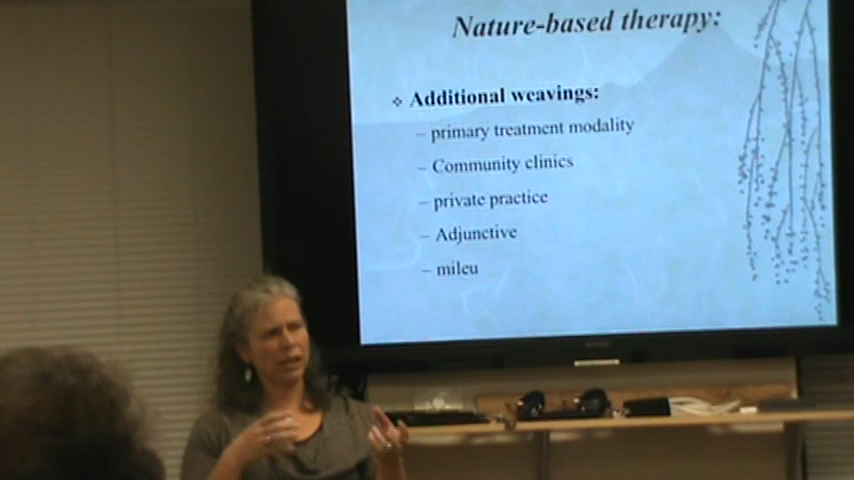 Nature-based therapy:
❖ Additional weavings:
– primary treatment modality
– Community clinics
– private practice
– Adjunctive
– mileu